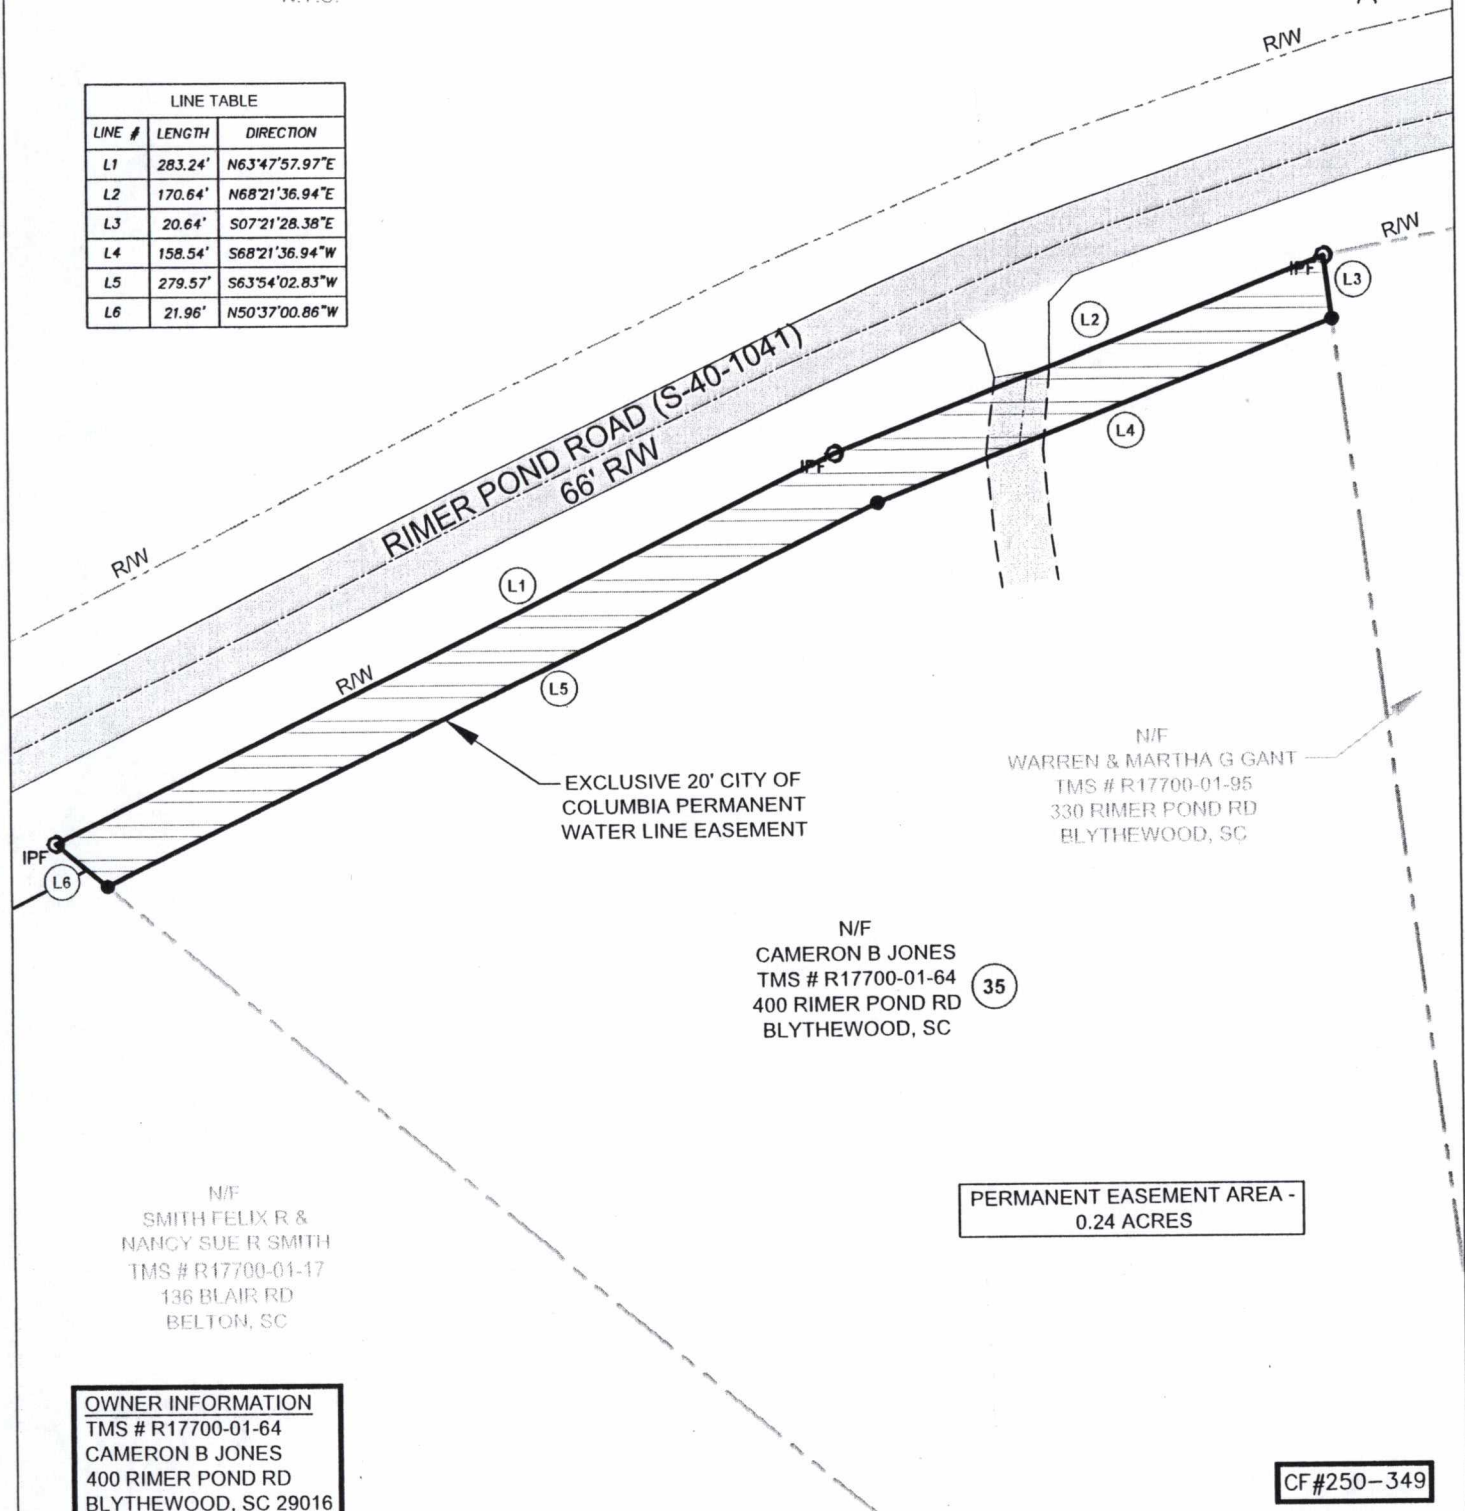 R/W
LINE TABLE
LINE # LENGTH DIRECTION
L1 283.24' N63°47'57.97"E
L2 170.64' N68°21'36.94"E
L3 20.64' S07°21'28.38"E
L4 158.54' S68°21'36.94"W
L5 279.57' S63°54'02.83"W
L6 21.96' N50°37'00.86"W
R/W
IPF
L3
L2
RIMER POND ROAD (S-40-1041)
66' R/W
L4
IPF
R/W
L1
R/W
L5
N/F
WARREN & MARTHA G GANT
TMS # R17700-01-95
330 RIMER POND RD
BLYTHEWOOD, SC
EXCLUSIVE 20' CITY OF
COLUMBIA PERMANENT
WATER LINE EASEMENT
IPF
L6
N/F
CAMERON B JONES
TMS # R17700-01-64
400 RIMER POND RD
BLYTHEWOOD, SC
35
N/F
SMITH FELIX R &
NANCY SUE R SMITH
TMS # R17700-01-17
136 BLAIR RD
BELTON, SC
PERMANENT EASEMENT AREA -
0.24 ACRES
OWNER INFORMATION
TMS # R17700-01-64
CAMERON B JONES
400 RIMER POND RD
BLYTHEWOOD, SC 29016
CF#250-349